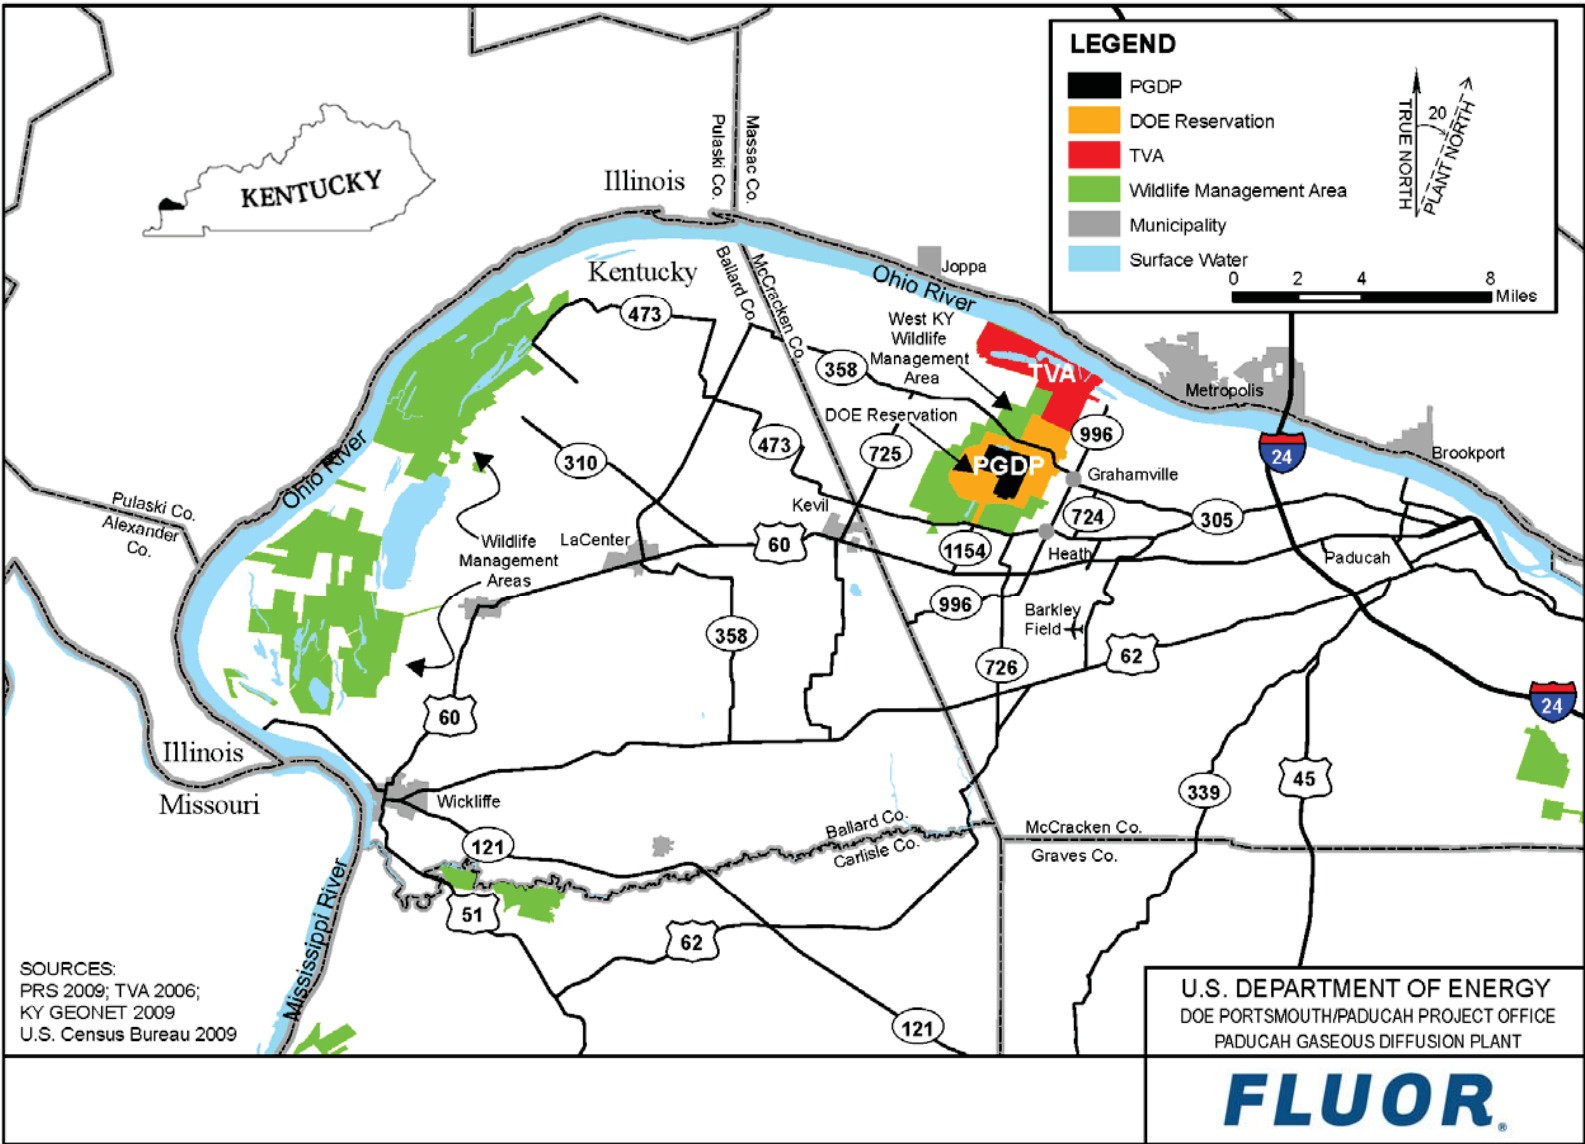 LEGEND
PGDP
DOE Reservation
TVA
Wildlife Management Area
Municipality
Surface Water
TRUE NORTH
20
PLANT NORTH
0 2 4 8
Miles
KENTUCKY
Pulaski Co.
Massac Co.
Illinois
Kentucky
Ballard Co.
McCracken Co.
Ohio River
Joppa
473
358
West KY
Wildlife
Management
Area
TVA
Metropolis
DOE Reservation
996
725
473
PGDP
24
Brookport
310
Ohio River
Grahamville
Pulaski Co.
Alexander
Co.
Kevil
724
305
Wildlife
Management
Areas
LaCenter
60
1154
Heath
Paducah
996
Barkley
Field
358
726
62
60
24
Illinois
Missouri
Wickliffe
339
45
121
Ballard Co.
Carlisle Co.
McCracken Co.
Graves Co.
51
62
Mississippi River
121
SOURCES:
PRS 2009; TVA 2006;
KY GEONET 2009
U.S. Census Bureau 2009
U.S. DEPARTMENT OF ENERGY
DOE PORTSMOUTH/PADUCAH PROJECT OFFICE
PADUCAH GASEOUS DIFFUSION PLANT
FLUOR®